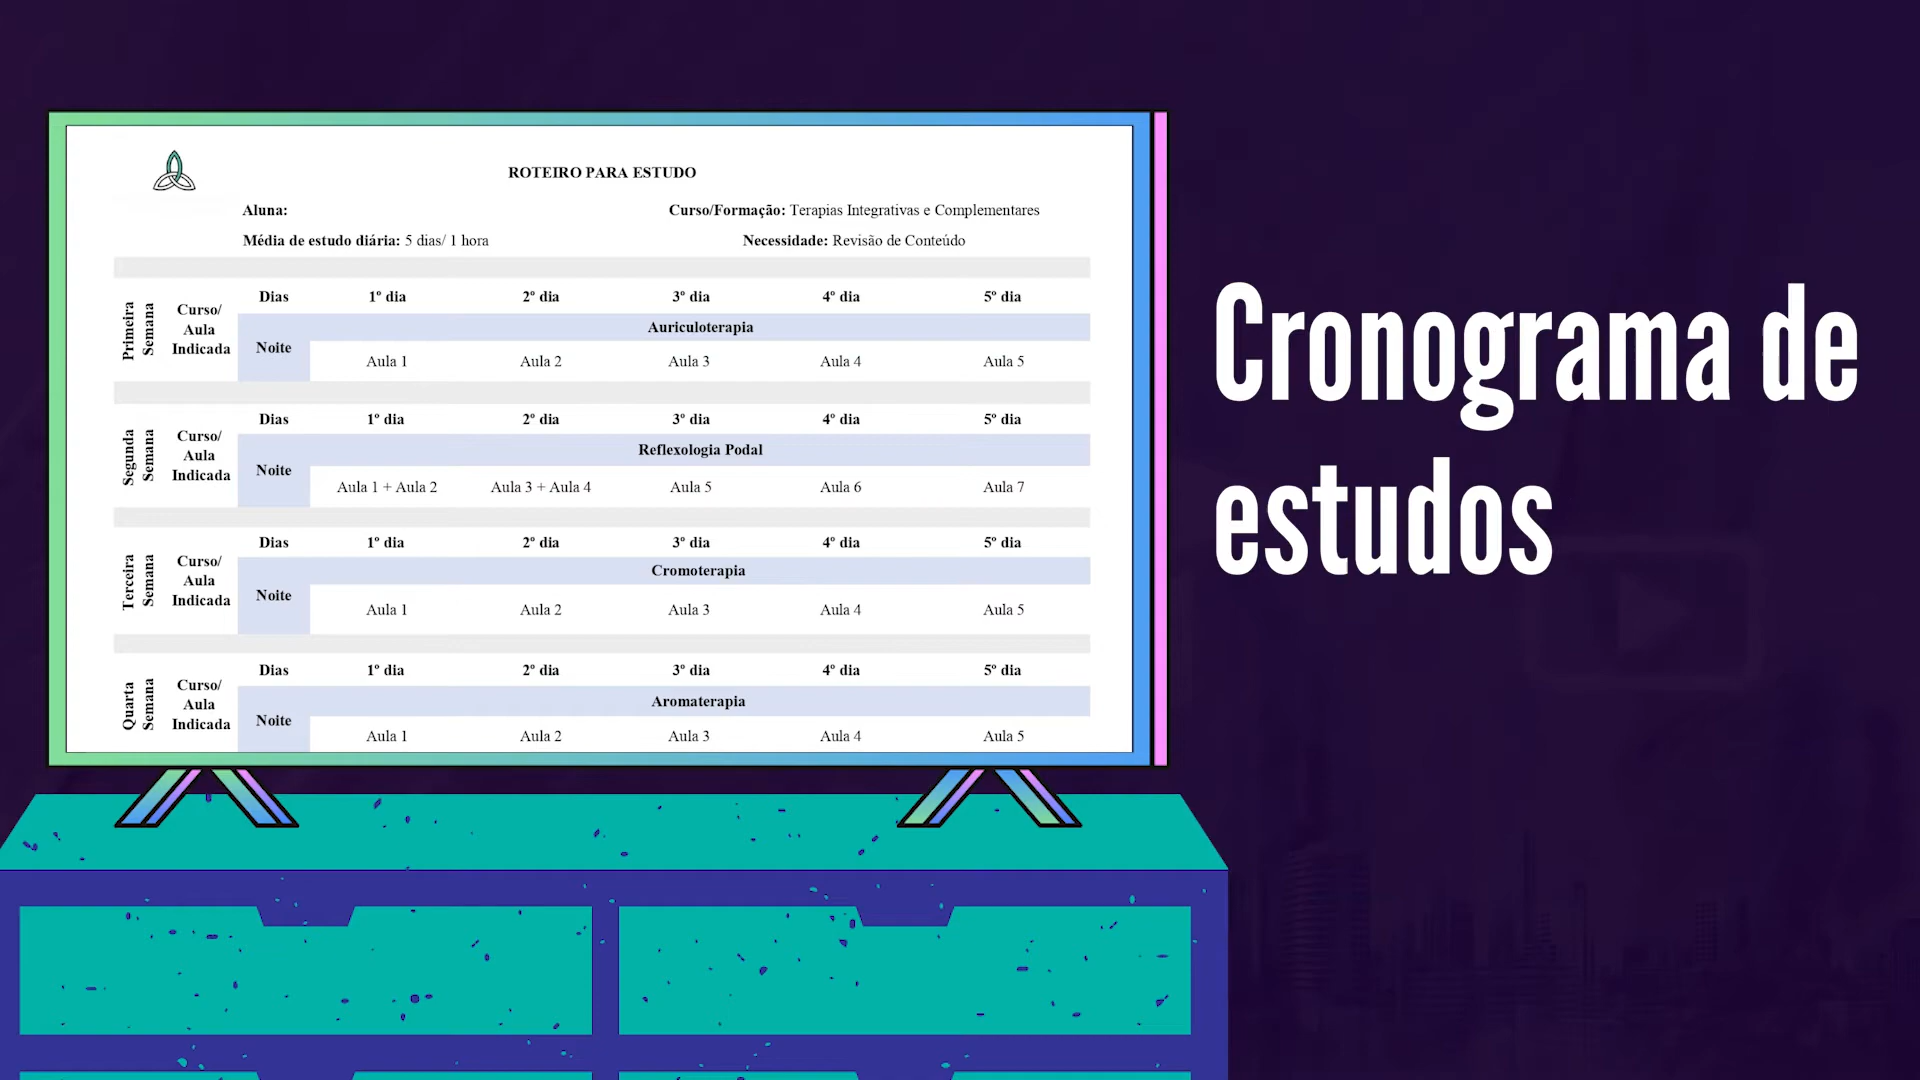 ROTEIRO PARA ESTUDO
Aluna:
Curso/Formação: Terapias Integrativas e Complementares
Média de estudo diária: 5 dias/ 1 hora
Necessidade: Revisão de Conteúdo
Primeira Semana
Curso/
Aula
Indicada
Dias 1º dia 2º dia 3º dia 4º dia 5º dia
Noite
Auriculoterapia
Aula 1 Aula 2 Aula 3 Aula 4 Aula 5
Segunda Semana
Curso/
Aula
Indicada
Dias 1º dia 2º dia 3º dia 4º dia 5º dia
Noite
Reflexologia Podal
Aula 1 + Aula 2 Aula 3 + Aula 4 Aula 5 Aula 6 Aula 7
Terceira Semana
Curso/
Aula
Indicada
Dias 1º dia 2º dia 3º dia 4º dia 5º dia
Noite
Cromoterapia
Aula 1 Aula 2 Aula 3 Aula 4 Aula 5
Quarta Semana
Curso/
Aula
Indicada
Dias 1º dia 2º dia 3º dia 4º dia 5º dia
Noite
Aromaterapia
Aula 1 Aula 2 Aula 3 Aula 4 Aula 5
Cronograma de
estudos